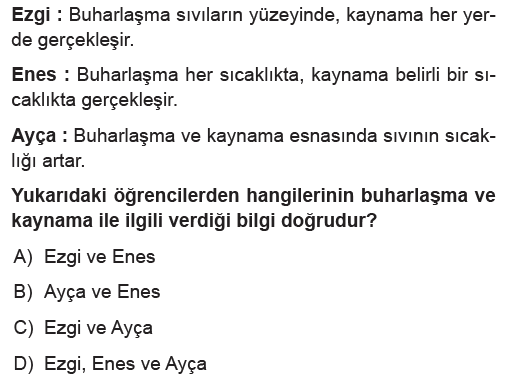 Ezgi : Buharlaşma sıvıların yüzeyinde, kaynama her yer-
de gerçekleşir.
Enes : Buharlaşma her sıcaklıkta, kaynama belirli bir sı-
caklıkta gerçekleşir.
Ayça : Buharlaşma ve kaynama esnasında sıvının sıcak-
lığı artar.
Yukarıdaki öğrencilerden hangilerinin buharlaşma ve
kaynama ile ilgili verdiği bilgi doğrudur?
A) Ezgi ve Enes
B) Ayça ve Enes
C) Ezgi ve Ayça
D) Ezgi, Enes ve Ayça